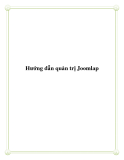 Hướng dẫn quản trị Joomlap